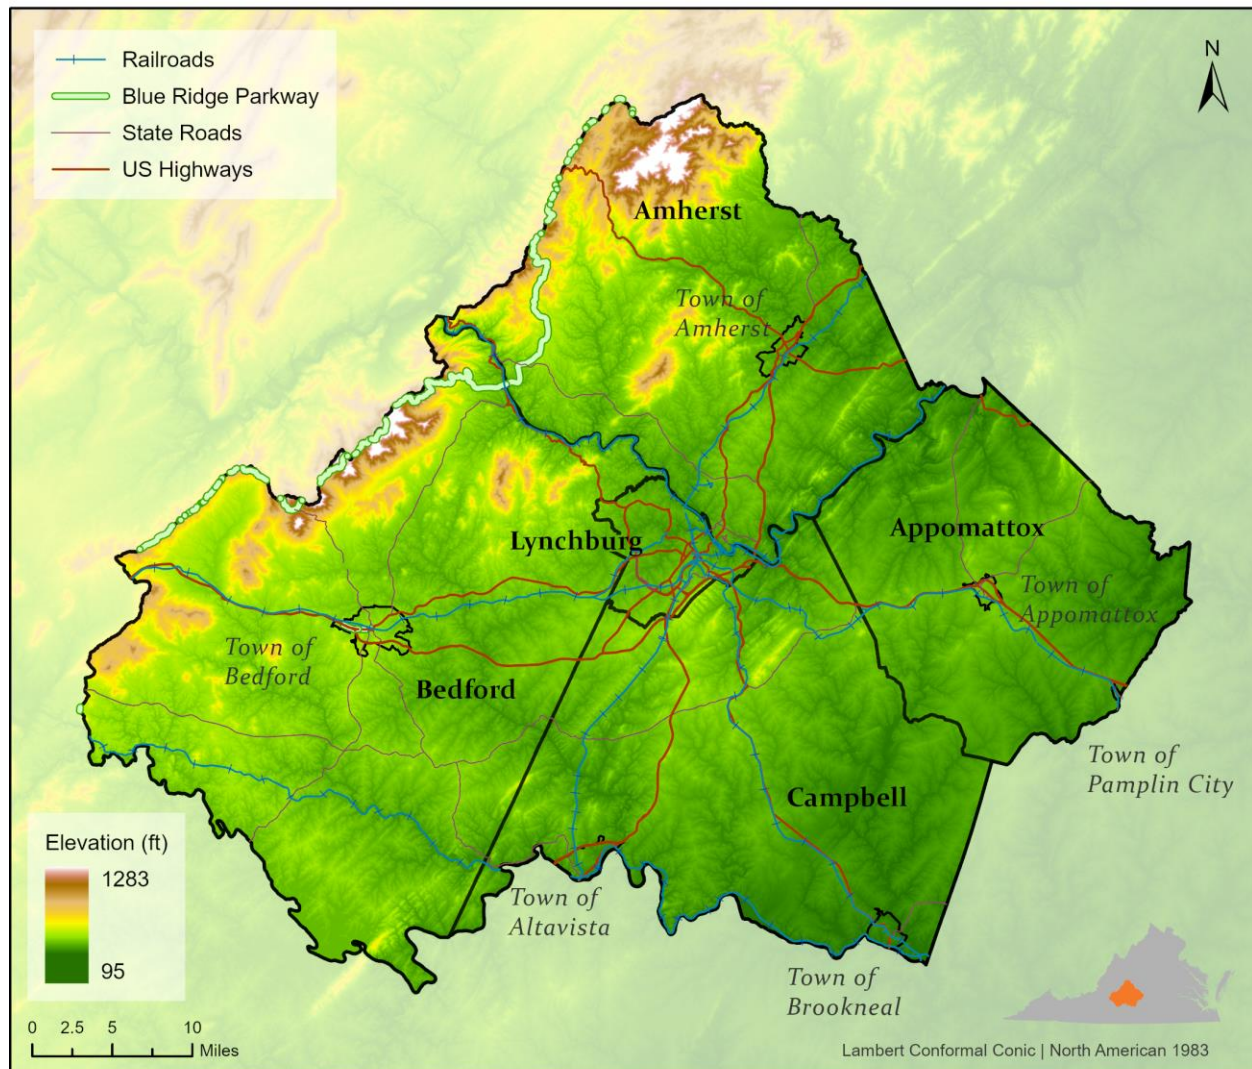 Railroads
Blue Ridge Parkway
State Roads
US Highways
N
Amherst
Town of
Amherst
Lynchburg
Appomattox
Town of
Appomattox
Town of
Bedford
Bedford
Town of
Pamplin City
Campbell
Town of
Altavista
Town of
Brookneal
Elevation (ft)
1283
95
0 2.5 5 10
Miles
Lambert Conformal Conic | North American 1983